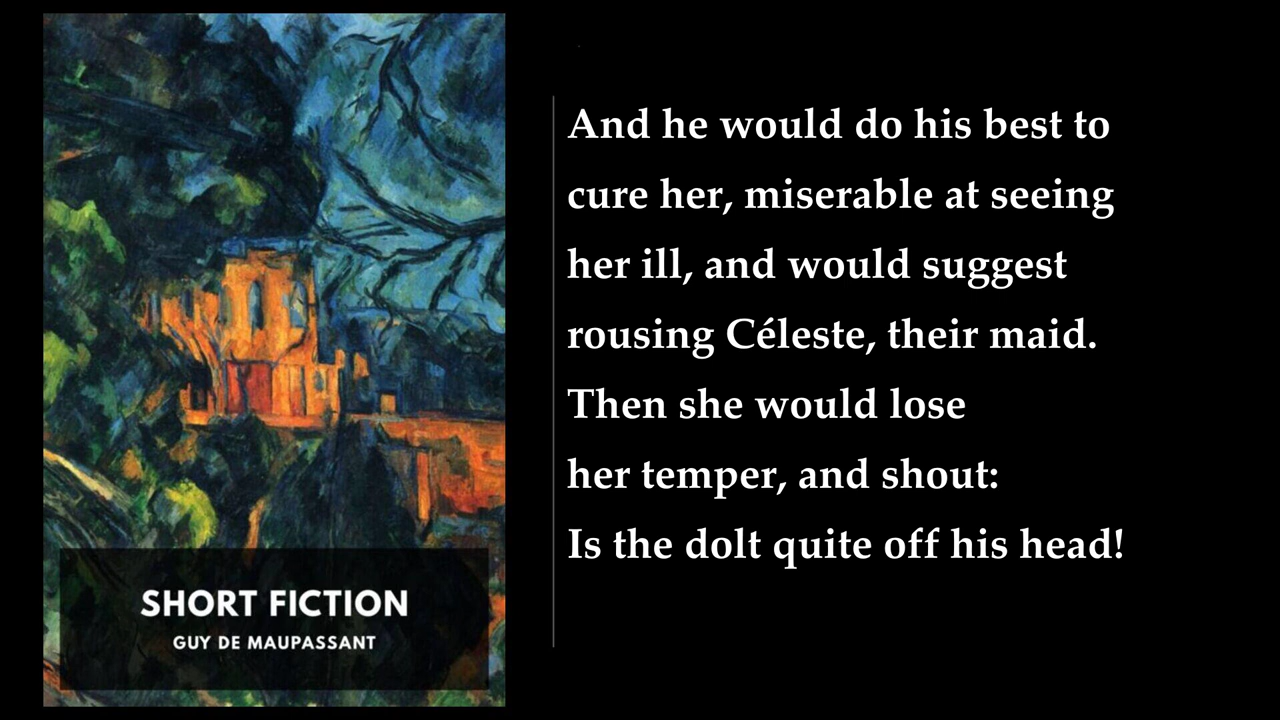 SHORT FICTION
GUY DE MAUPASSANT
And he would do his best to
cure her, miserable at seeing
her ill, and would suggest
rousing Céleste, their maid.
Then she would lose
her temper, and shout:
Is the dolt quite off his head!